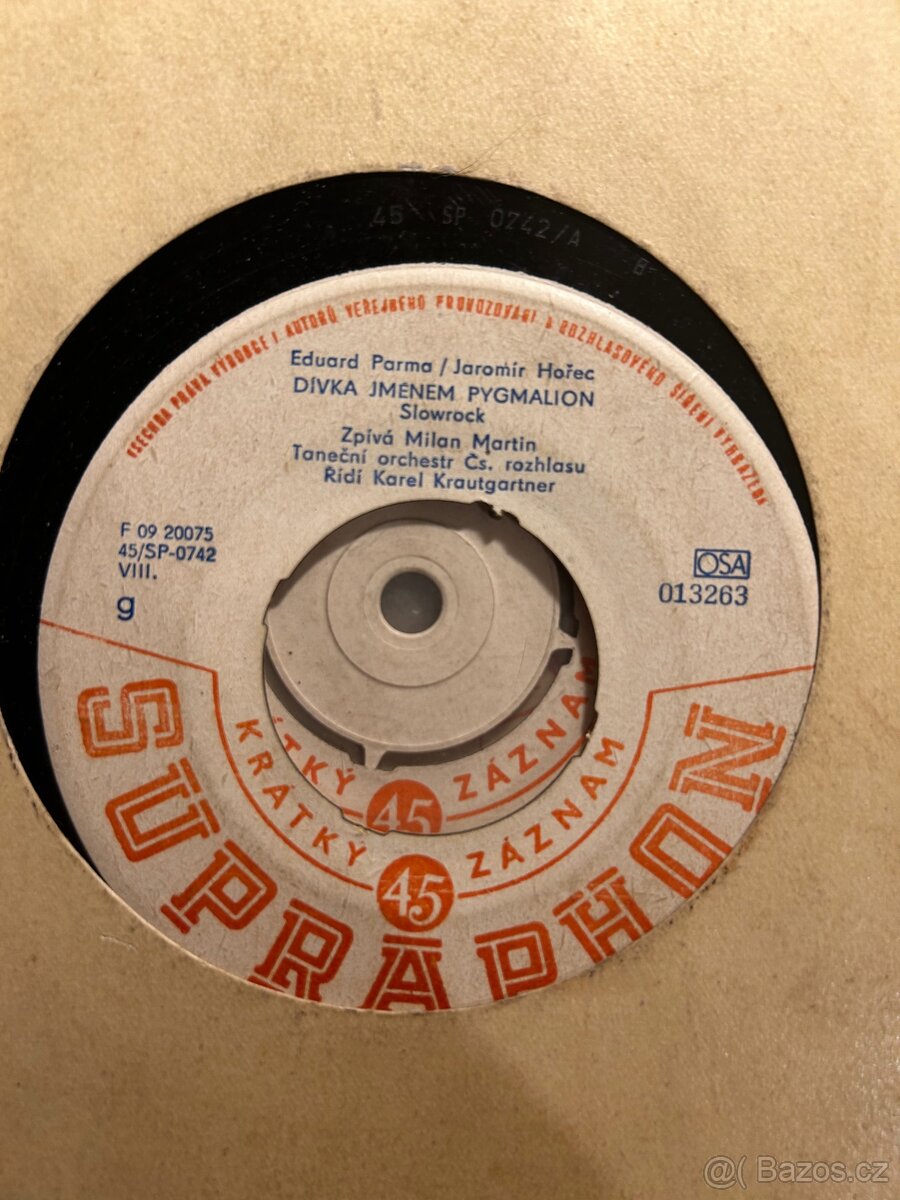 45 SP 0742/A
VŠECHNA PRÁVA VÝROBCE I AUTORŮ VEŘEJNÉHO PROVOZOVÁNÍ A ROZHLASOVÉHO ŠÍŘENÍ VYHRAZENA
Eduard Parma / Jaromír Hořec
DÍVKA JMÉNEM PYGMALION
Slowrock
Zpívá Milan Martin
Taneční orchestr Čs. rozhlasu
Řídí Karel Krautgartner
F 09 20075
45/SP-0742
VIII.
g
OSA
013263
ZÁZNAM
45
KRÁTKÝ 45 ZÁZNAM
SUPRAPHON
@( Bazos.cz